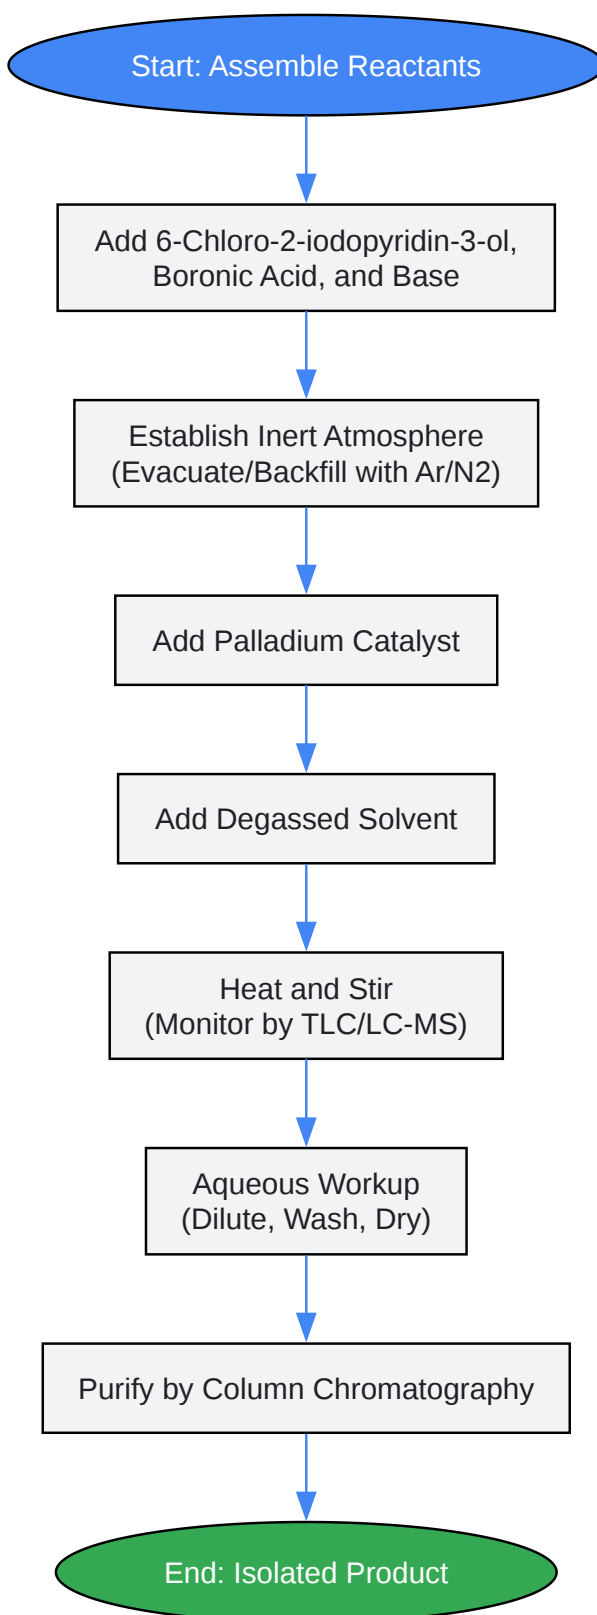 Start: Assemble Reactants
Add 6-Chloro-2-iodopyridin-3-ol,
Boronic Acid, and Base
Establish Inert Atmosphere
(Evacuate/Backfill with Ar/N2)
Add Palladium Catalyst
Add Degassed Solvent
Heat and Stir
(Monitor by TLC/LC-MS)
Aqueous Workup
(Dilute, Wash, Dry)
Purify by Column Chromatography
End: Isolated Product